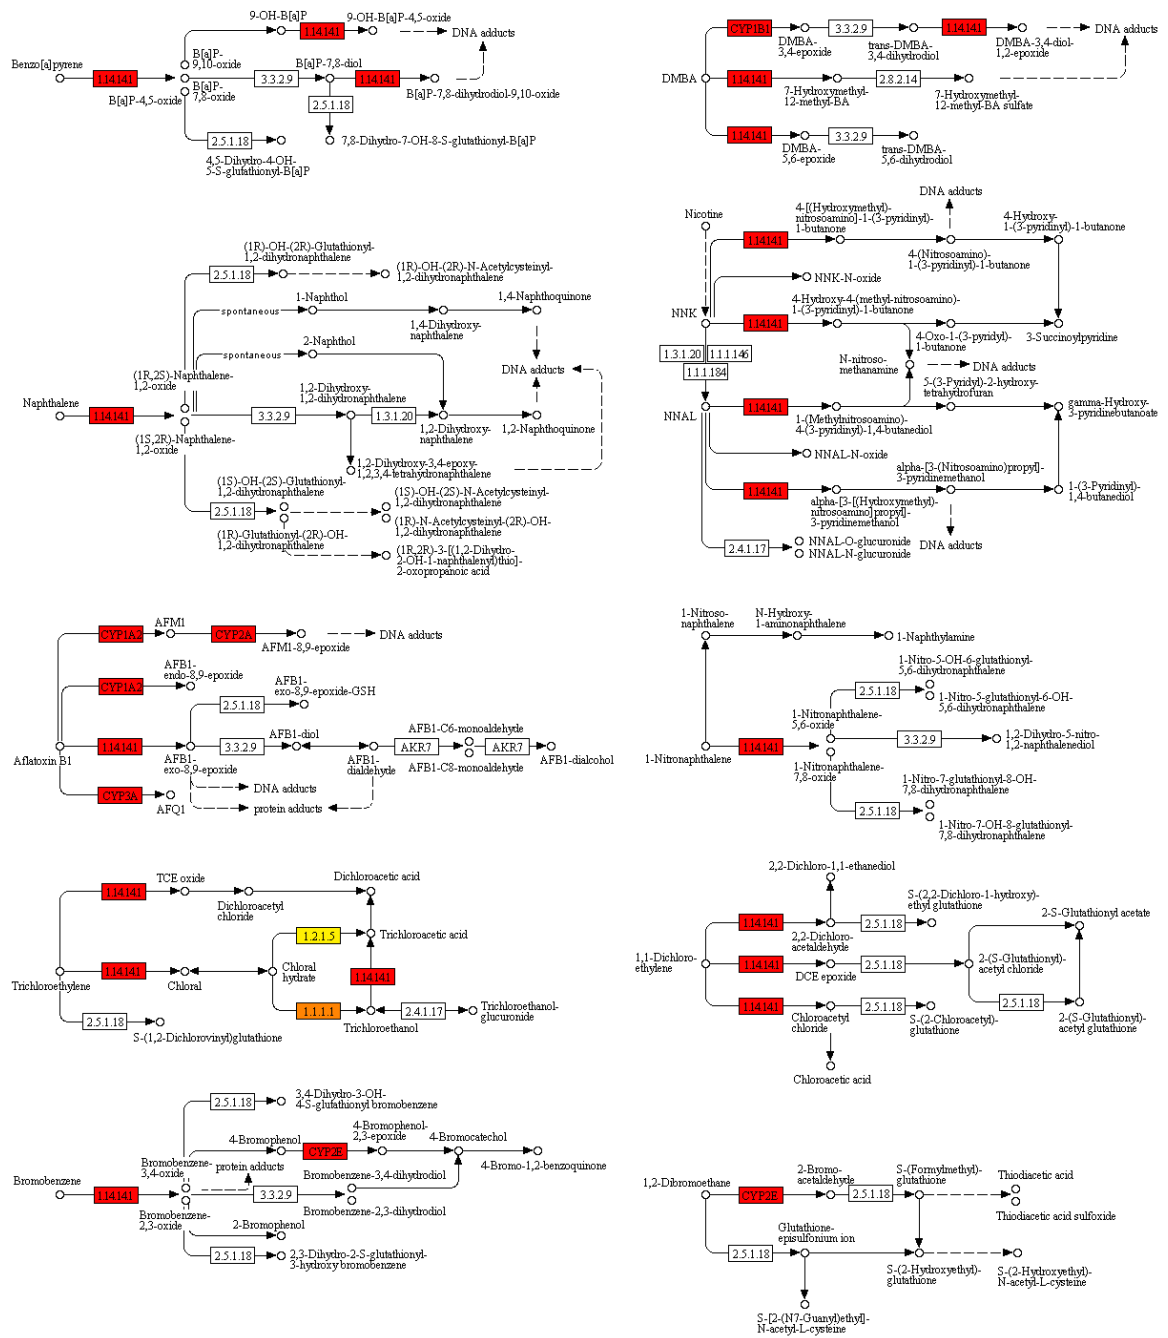 9-OH-B[a]P
9-OH-B[a]P-4,5-oxide
1.14.14.1
DNA adducts
Benzo[a]pyrene
1.14.14.1
B[a]P-
9,10-oxide
B[a]P-7,8-diol
3.3.2.9
1.14.14.1
B[a]P-4,5-oxide
B[a]P-
7,8-oxide
B[a]P-7,8-dihydrodiol-9,10-oxide
2.5.1.18
2.5.1.18
7,8-Dihydro-7-OH-8-S-glutathionyl-B[a]P
4,5-Dihydro-4-OH-
5-S-glutathionyl-B[a]P
CYP1B1
3.3.2.9
1.14.14.1
DMBA-
3,4-epoxide
trans-DMBA-
3,4-dihydrodiol
DMBA-3,4-diol-
1,2-epoxide
DNA adducts
DMBA
1.14.14.1
2.8.2.14
7-Hydroxymethyl-
12-methyl-BA
7-Hydroxymethyl-
12-methyl-BA sulfate
1.14.14.1
3.3.2.9
DMBA-
5,6-epoxide
trans-DMBA-
5,6-dihydrodiol
(1R)-OH-(2R)-Glutathionyl-
1,2-dihydronaphthalene
2.5.1.18
(1R)-OH-(2R)-N-Acetylcysteinyl-
1,2-dihydronaphthalene
1-Naphthol
1,4-Naphthoquinone
spontaneous
1,4-Dihydroxy-
naphthalene
2-Naphthol
spontaneous
DNA adducts
(1R,2S)-Naphthalene-
1,2-oxide
1,2-Dihydroxy-
1,2-dihydronaphthalene
Naphthalene
1.14.14.1
3.3.2.9
1.3.1.20
1,2-Dihydroxy-
naphthalene
1,2-Naphthoquinone
(1S,2R)-Naphthalene-
1,2-oxide
1,2-Dihydroxy-3,4-epoxy-
1,2,3,4-tetrahydronaphthalene
(1S)-OH-(2S)-Glutathionyl-
1,2-dihydronaphthalene
(1S)-OH-(2S)-N-Acetylcysteinyl-
1,2-dihydronaphthalene
2.5.1.18
(1R)-N-Acetylcysteinyl-(2R)-OH-
1,2-dihydronaphthalene
(1R)-Glutathionyl-(2R)-OH-
1,2-dihydronaphthalene
(1R,2R)-3-[(1,2-Dihydro-
2-OH-1-naphthalenyl)thio]-
2-oxopropanoic acid
DNA adducts
Nicotine
4-[(Hydroxymethyl)-
nitrosoamino]-1-(3-pyridinyl)-
1-butanone
4-Hydroxy-
1-(3-pyridinyl)-1-butanone
1.14.14.1
4-(Nitrosoamino)-
1-(3-pyridinyl)-1-butanone
NNK-N-oxide
4-Hydroxy-4-(methyl-nitrosoamino)-
1-(3-pyridinyl)-1-butanone
NNK
1.14.14.1
4-Oxo-1-(3-pyridyl)-
1-butanone
3-Succinoylpyridine
1.3.1.20
1.1.1.146
1.1.1.184
N-nitroso-
methanamine
DNA adducts
5-(3-Pyridyl)-2-hydroxy-
tetrahydrofuran
NNAL
1.14.14.1
gamma-Hydroxy-
3-pyridinebutanoate
1-(Methylnitrosoamino)-
4-(3-pyridinyl)-1,4-butanediol
NNAL-N-oxide
alpha-[3-(Nitrosoamino)propyl]-
3-pyridinemethanol
1.14.14.1
1-(3-Pyridinyl)-
1,4-butanediol
alpha-[3-[(Hydroxymethyl)-
nitrosoamino]propyl]-
3-pyridinemethanol
2.4.1.17
NNAL-O-glucuronide
NNAL-N-glucuronide
DNA adducts
CYP1A2
AFM1
CYP2A
AFM1-8,9-epoxide
DNA adducts
CYP1A2
AFB1-
endo-8,9-epoxide
AFB1-
exo-8,9-epoxide-GSH
2.5.1.18
AFB1-C6-monoaldehyde
Aflatoxin B1
1.14.14.1
3.3.2.9
AFB1-diol
AKR7
AKR7
AFB1-
exo-8,9-epoxide
AFB1-
dialdehyde
AFB1-C8-monoaldehyde
AFB1-dialcohol
CYP3A
AFQ1
DNA adducts
protein adducts
1-Nitroso-
naphthalene
N-Hydroxy-
1-aminonaphthalene
1-Naphthylamine
1-Nitro-5-OH-6-glutathionyl-
5,6-dihydronaphthalene
2.5.1.18
1-Nitro-5-glutathionyl-6-OH-
5,6-dihydronaphthalene
1-Nitronaphthalene-
5,6-oxide
1-Nitronaphthalene
1.14.14.1
3.3.2.9
1,2-Dihydro-5-nitro-
1,2-naphthalenediol
1-Nitronaphthalene-
7,8-oxide
1-Nitro-7-glutathionyl-8-OH-
7,8-dihydronaphthalene
2.5.1.18
1-Nitro-7-OH-8-glutathionyl-
7,8-dihydronaphthalene
1.14.14.1
TCE oxide
Dichloroacetyl
chloride
Dichloroacetic acid
1.2.1.5
Trichloroacetic acid
Trichloroethylene
1.14.14.1
Chloral
Chloral
hydrate
1.14.14.1
1.1.1.1
Trichloroethanol
2.4.1.17
Trichloroethanol-
glucuronide
2.5.1.18
S-(1,2-Dichlorovinyl)glutathione
2,2-Dichloro-1,1-ethanediol
1.14.14.1
2.5.1.18
S-(2,2-Dichloro-1-hydroxy)-
ethyl glutathione
2,2-Dichloro-
acetaldehyde
2-S-Glutathionyl acetate
1,1-Dichloro-
ethylene
1.14.14.1
DCE epoxide
2.5.1.18
2-(S-Glutathionyl)-
acetyl chloride
1.14.14.1
2.5.1.18
2.5.1.18
Chloroacetyl
chloride
S-(2-Chloroacetyl)-
glutathione
2-(S-Glutathionyl)-
acetyl glutathione
Chloroacetic acid
2.5.1.18
3,4-Dihydro-3-OH-
4-S-glutathionyl bromobenzene
4-Bromophenol
CYP2E
4-Bromophenol-
2,3-epoxide
4-Bromocatechol
4-Bromo-1,2-benzoquinone
Bromobenzene-
3,4-oxide
protein adducts
Bromobenzene-3,4-dihydrodiol
Bromobenzene
1.14.14.1
3.3.2.9
Bromobenzene-
2,3-oxide
Bromobenzene-2,3-dihydrodiol
2-Bromophenol
2.5.1.18
2,3-Dihydro-2-S-glutathionyl-
3-hydroxy bromobenzene
1,2-Dibromoethane
CYP2E
2-Bromo-
acetaldehyde
2.5.1.18
S-(Formylmethyl)-
glutathione
Thiodiacetic acid
Thiodiacetic acid sulfoxide
2.5.1.18
Glutathione-
episulfonium ion
S-(2-Hydroxyethyl)-
glutathione
S-(2-Hydroxyethyl)-
N-acetyl-L-cysteine
S-[2-(N7-Guanyl)ethyl]-
N-acetyl-L-cysteine